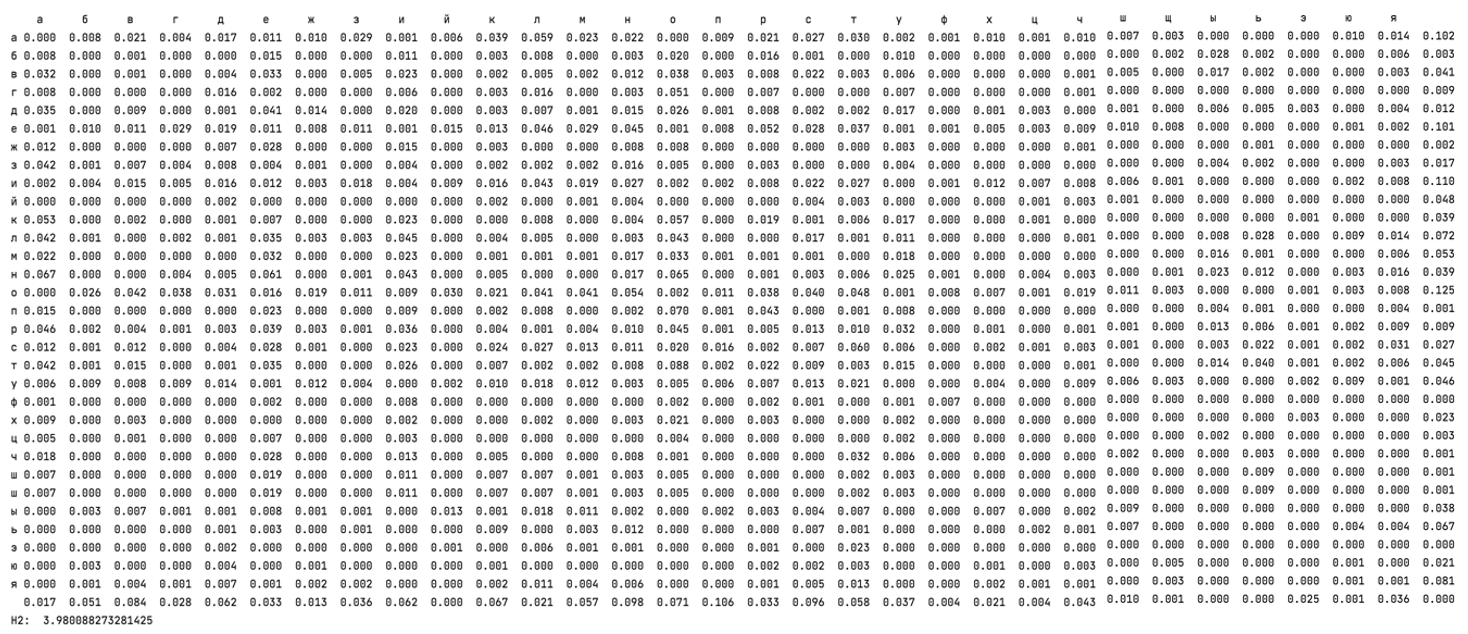 а б в г д е ж з и й к л м н о п р с т у ф х ц ч ш щ ы ь э ю я
а 0.000 0.008 0.021 0.004 0.017 0.011 0.010 0.029 0.001 0.006 0.039 0.059 0.023 0.022 0.000 0.009 0.021 0.027 0.030 0.002 0.001 0.010 0.001 0.010 0.007 0.003 0.000 0.000 0.000 0.010 0.014 0.102
б 0.008 0.000 0.001 0.000 0.000 0.015 0.000 0.000 0.011 0.000 0.003 0.008 0.000 0.003 0.020 0.000 0.016 0.001 0.000 0.010 0.000 0.000 0.000 0.000 0.000 0.002 0.028 0.002 0.000 0.000 0.006 0.003
в 0.032 0.000 0.001 0.000 0.004 0.033 0.000 0.005 0.023 0.000 0.002 0.005 0.002 0.012 0.038 0.003 0.008 0.022 0.003 0.006 0.000 0.000 0.000 0.001 0.005 0.000 0.017 0.002 0.000 0.000 0.003 0.041
г 0.008 0.000 0.000 0.000 0.016 0.002 0.000 0.000 0.006 0.000 0.003 0.016 0.000 0.003 0.051 0.000 0.007 0.000 0.000 0.007 0.000 0.000 0.000 0.001 0.000 0.000 0.000 0.000 0.000 0.000 0.000 0.009
д 0.035 0.000 0.009 0.000 0.001 0.041 0.014 0.000 0.020 0.000 0.003 0.007 0.001 0.015 0.026 0.001 0.008 0.002 0.002 0.017 0.000 0.001 0.003 0.000 0.001 0.000 0.006 0.005 0.003 0.000 0.004 0.012
е 0.001 0.010 0.011 0.029 0.019 0.011 0.008 0.011 0.001 0.015 0.013 0.046 0.029 0.045 0.001 0.008 0.052 0.028 0.037 0.001 0.001 0.005 0.003 0.009 0.010 0.008 0.000 0.000 0.000 0.001 0.002 0.101
ж 0.012 0.000 0.000 0.000 0.007 0.028 0.000 0.000 0.015 0.000 0.003 0.000 0.000 0.008 0.008 0.000 0.000 0.000 0.000 0.003 0.000 0.000 0.000 0.001 0.000 0.000 0.000 0.001 0.000 0.000 0.000 0.002
з 0.042 0.001 0.007 0.004 0.008 0.004 0.001 0.000 0.004 0.000 0.002 0.002 0.002 0.016 0.005 0.000 0.003 0.000 0.000 0.004 0.000 0.000 0.000 0.000 0.000 0.000 0.004 0.002 0.000 0.000 0.003 0.017
и 0.002 0.004 0.015 0.005 0.016 0.012 0.003 0.018 0.004 0.009 0.016 0.043 0.019 0.027 0.002 0.002 0.008 0.022 0.027 0.000 0.001 0.012 0.007 0.008 0.006 0.001 0.000 0.000 0.000 0.002 0.008 0.110
й 0.000 0.000 0.000 0.000 0.002 0.000 0.000 0.000 0.000 0.000 0.002 0.000 0.001 0.004 0.000 0.000 0.000 0.004 0.003 0.000 0.000 0.000 0.001 0.003 0.001 0.000 0.000 0.000 0.000 0.000 0.000 0.048
к 0.053 0.000 0.002 0.000 0.001 0.007 0.000 0.000 0.023 0.000 0.000 0.008 0.000 0.004 0.057 0.000 0.019 0.001 0.006 0.017 0.000 0.000 0.001 0.000 0.000 0.000 0.000 0.000 0.001 0.000 0.000 0.039
л 0.042 0.001 0.000 0.002 0.001 0.035 0.003 0.003 0.045 0.000 0.004 0.005 0.000 0.003 0.043 0.000 0.000 0.017 0.001 0.011 0.000 0.000 0.000 0.001 0.000 0.000 0.008 0.028 0.000 0.009 0.014 0.072
м 0.022 0.000 0.000 0.000 0.000 0.032 0.000 0.000 0.023 0.000 0.001 0.001 0.001 0.017 0.033 0.001 0.001 0.001 0.000 0.018 0.000 0.000 0.000 0.000 0.000 0.000 0.016 0.001 0.000 0.000 0.006 0.053
н 0.067 0.000 0.000 0.004 0.005 0.061 0.000 0.001 0.043 0.000 0.005 0.000 0.000 0.017 0.065 0.000 0.001 0.003 0.006 0.025 0.001 0.000 0.004 0.003 0.000 0.001 0.023 0.012 0.000 0.003 0.016 0.039
о 0.000 0.026 0.042 0.038 0.031 0.016 0.019 0.011 0.009 0.030 0.021 0.041 0.041 0.054 0.002 0.011 0.038 0.040 0.048 0.001 0.008 0.007 0.001 0.019 0.011 0.003 0.000 0.000 0.001 0.003 0.008 0.125
п 0.015 0.000 0.000 0.000 0.000 0.023 0.000 0.000 0.009 0.000 0.002 0.008 0.000 0.002 0.070 0.001 0.043 0.000 0.001 0.008 0.000 0.000 0.000 0.000 0.000 0.000 0.004 0.001 0.000 0.000 0.004 0.001
р 0.046 0.002 0.004 0.001 0.003 0.039 0.003 0.001 0.036 0.000 0.004 0.001 0.004 0.010 0.045 0.001 0.005 0.013 0.010 0.032 0.000 0.001 0.000 0.001 0.001 0.000 0.013 0.006 0.001 0.002 0.009 0.009
с 0.012 0.001 0.012 0.000 0.004 0.028 0.001 0.000 0.023 0.000 0.024 0.027 0.013 0.011 0.020 0.016 0.002 0.007 0.060 0.006 0.000 0.002 0.001 0.003 0.001 0.000 0.003 0.022 0.001 0.002 0.031 0.027
т 0.042 0.001 0.015 0.000 0.001 0.035 0.000 0.000 0.026 0.000 0.007 0.002 0.002 0.008 0.088 0.002 0.022 0.009 0.003 0.015 0.000 0.000 0.000 0.001 0.000 0.000 0.014 0.040 0.001 0.002 0.006 0.045
у 0.006 0.009 0.008 0.009 0.014 0.001 0.012 0.004 0.000 0.002 0.010 0.018 0.012 0.003 0.005 0.006 0.007 0.013 0.021 0.000 0.000 0.004 0.000 0.009 0.006 0.003 0.000 0.000 0.002 0.009 0.001 0.046
ф 0.001 0.000 0.000 0.000 0.000 0.002 0.000 0.000 0.008 0.000 0.000 0.000 0.000 0.000 0.002 0.000 0.002 0.001 0.000 0.001 0.007 0.000 0.000 0.000 0.000 0.000 0.000 0.000 0.000 0.000 0.000 0.000
х 0.009 0.000 0.003 0.000 0.000 0.000 0.000 0.000 0.002 0.000 0.000 0.002 0.000 0.003 0.021 0.000 0.003 0.000 0.000 0.002 0.000 0.000 0.000 0.000 0.000 0.000 0.000 0.000 0.003 0.000 0.000 0.023
ц 0.005 0.000 0.001 0.000 0.000 0.007 0.000 0.000 0.003 0.000 0.000 0.000 0.000 0.000 0.004 0.000 0.000 0.000 0.000 0.002 0.000 0.000 0.000 0.000 0.000 0.000 0.002 0.000 0.000 0.000 0.000 0.003
ч 0.018 0.000 0.000 0.000 0.000 0.028 0.000 0.000 0.013 0.000 0.005 0.000 0.000 0.008 0.001 0.000 0.000 0.000 0.032 0.006 0.000 0.000 0.000 0.000 0.002 0.000 0.000 0.003 0.000 0.000 0.000 0.001
ш 0.007 0.000 0.000 0.000 0.000 0.019 0.000 0.000 0.011 0.000 0.007 0.007 0.001 0.003 0.005 0.000 0.000 0.000 0.002 0.003 0.000 0.000 0.000 0.000 0.000 0.000 0.000 0.009 0.000 0.000 0.000 0.001
ш 0.007 0.000 0.000 0.000 0.000 0.019 0.000 0.000 0.011 0.000 0.007 0.007 0.001 0.003 0.005 0.000 0.000 0.000 0.002 0.003 0.000 0.000 0.000 0.000 0.000 0.000 0.000 0.009 0.000 0.000 0.000 0.001
ы 0.000 0.003 0.007 0.001 0.001 0.008 0.001 0.001 0.000 0.013 0.001 0.018 0.011 0.002 0.000 0.002 0.003 0.004 0.007 0.000 0.000 0.007 0.000 0.002 0.009 0.000 0.000 0.000 0.000 0.000 0.000 0.038
ь 0.000 0.000 0.000 0.000 0.001 0.003 0.000 0.001 0.000 0.000 0.009 0.000 0.003 0.012 0.000 0.000 0.000 0.007 0.001 0.000 0.000 0.000 0.002 0.001 0.007 0.000 0.000 0.000 0.000 0.004 0.004 0.067
э 0.000 0.000 0.000 0.000 0.002 0.000 0.000 0.000 0.000 0.001 0.000 0.006 0.001 0.001 0.000 0.000 0.001 0.000 0.023 0.000 0.000 0.000 0.000 0.000 0.000 0.000 0.000 0.000 0.000 0.000 0.000 0.000
ю 0.000 0.003 0.000 0.000 0.004 0.000 0.001 0.000 0.000 0.000 0.001 0.000 0.000 0.000 0.000 0.000 0.002 0.002 0.003 0.000 0.000 0.001 0.000 0.003 0.000 0.005 0.000 0.000 0.000 0.001 0.000 0.021
я 0.000 0.001 0.004 0.001 0.007 0.001 0.002 0.002 0.000 0.000 0.002 0.011 0.004 0.006 0.000 0.000 0.001 0.005 0.013 0.000 0.000 0.002 0.001 0.001 0.000 0.003 0.000 0.000 0.000 0.001 0.001 0.081
0.017 0.051 0.084 0.028 0.062 0.033 0.013 0.036 0.062 0.000 0.067 0.021 0.057 0.098 0.071 0.106 0.033 0.096 0.058 0.037 0.004 0.021 0.004 0.043 0.010 0.001 0.000 0.000 0.025 0.001 0.036 0.000
H2: 3.980088273281425